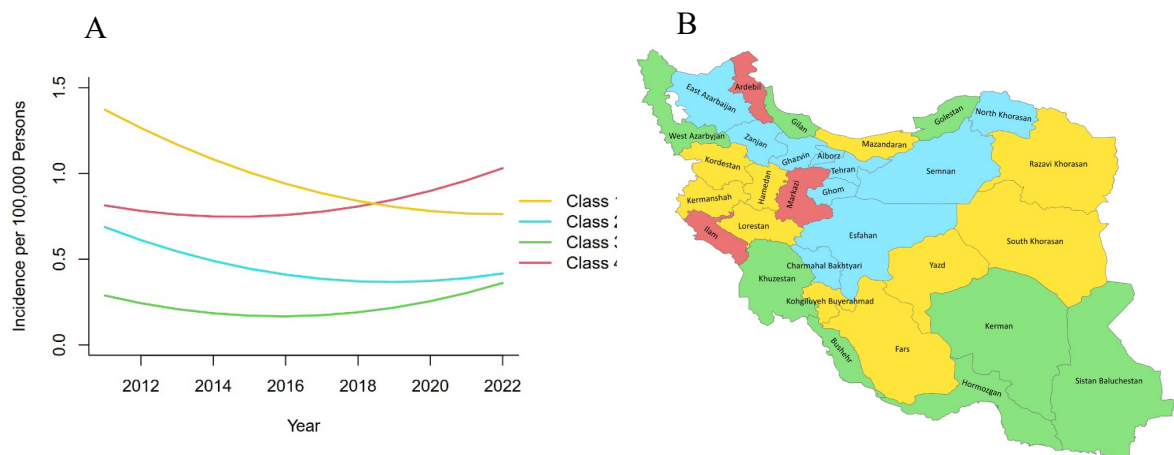 A
Incidence per 100,000 Persons
1.5
1.0
0.5
0.0
2012 2014 2016 2018 2020 2022
Year
Class 1
Class 2
Class 3
Class 4
B
Ardebil
East Azarbaijan
Gilan
Golestan
North Khorasan
West Azarbyjan
Zanjan
Mazandaran
Ghazvin
Alborz
Tehran
Razavi Khorasan
Kordestan
Hamedan
Markazi
Ghom
Semnan
Kermanshah
Ilam
Lorestan
Esfahan
South Khorasan
Charmahal Bakhtyari
Yazd
Khuzestan
Kohgiluyeh Buyerahmad
Kerman
Bushehr
Fars
Hormozgan
Sistan Baluchestan